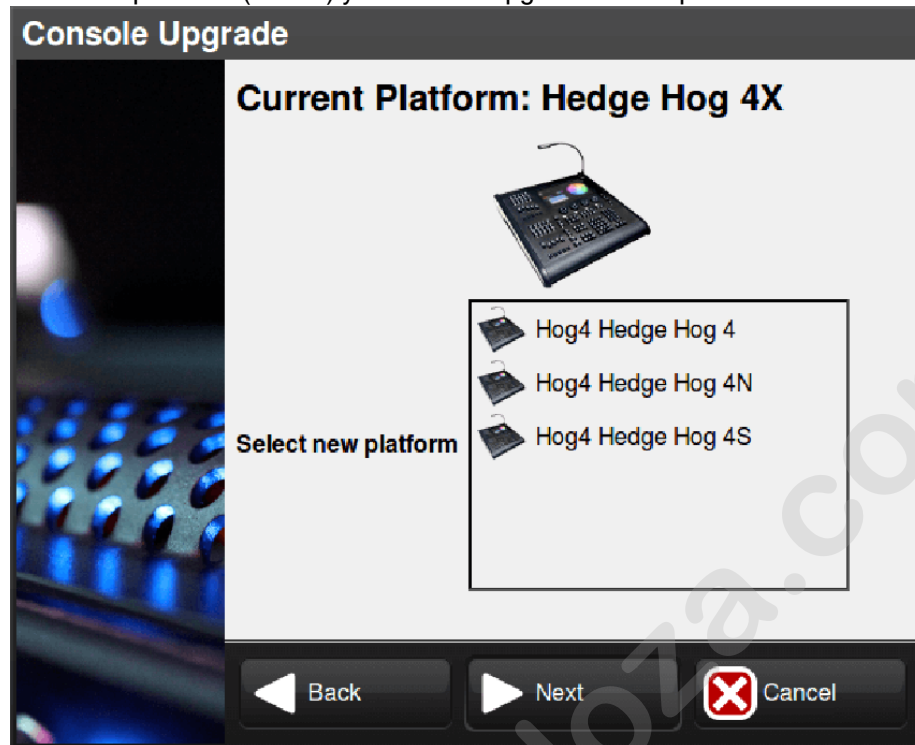 Console Upgrade
Current Platform: Hedge Hog 4X
Hog4 Hedge Hog 4
Hog4 Hedge Hog 4N
Select new platform
Hog4 Hedge Hog 4S
Back
Next
Cancel